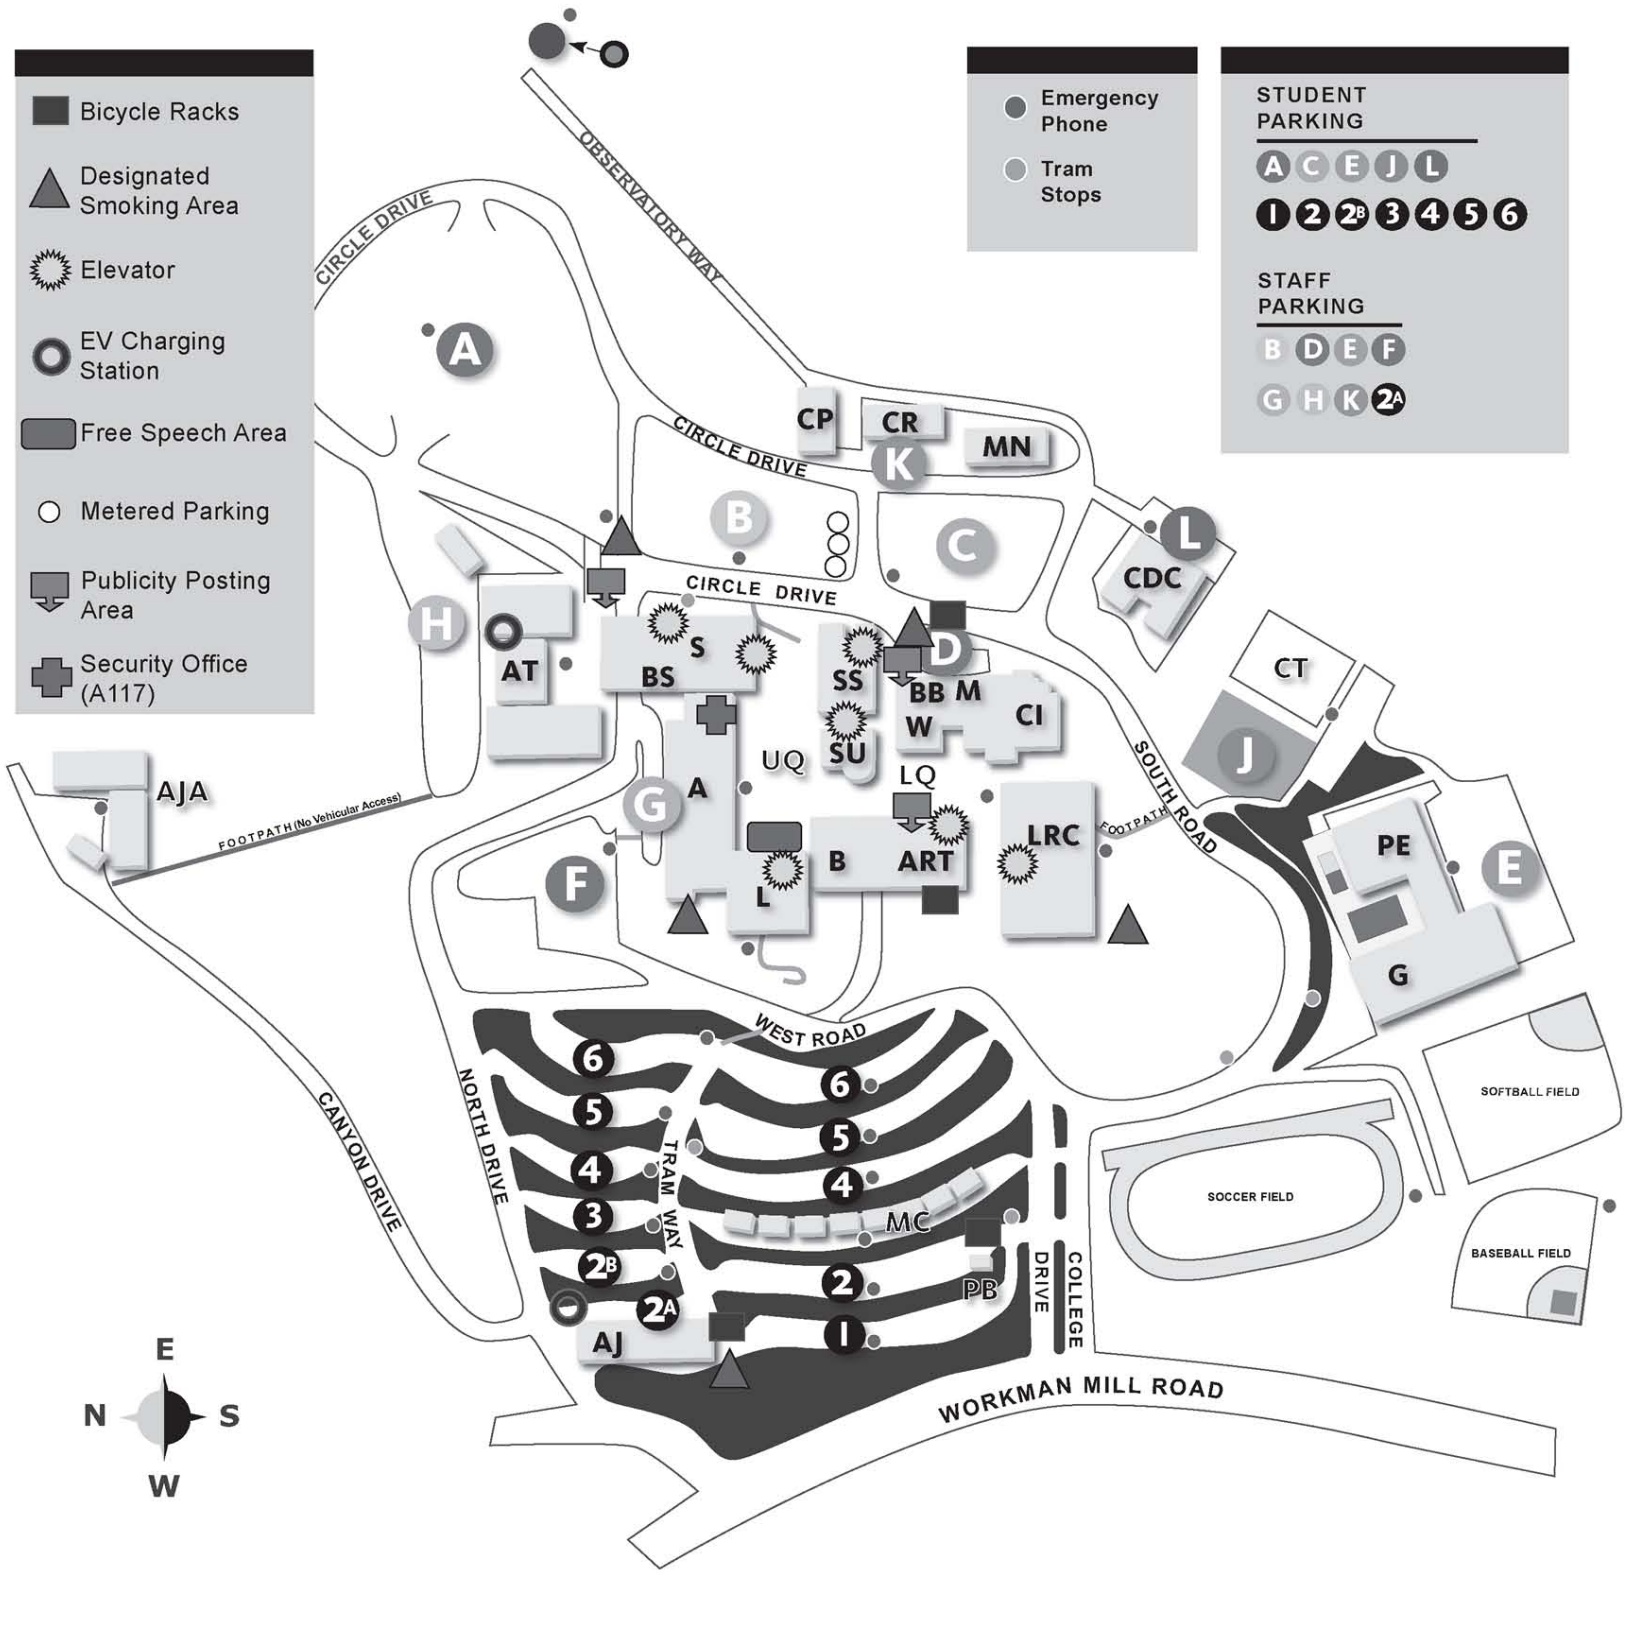 Bicycle Racks
Designated
Smoking Area
Elevator
EV Charging
Station
Free Speech Area
Metered Parking
Publicity Posting
Area
Security Office
(A117)
Emergency
Phone
Tram
Stops
STUDENT
PARKING
A C E J L
1 2 2B 3 4 5 6
STAFF
PARKING
B D E F
G H K 2A
OBSERVATORY WAY
CIRCLE DRIVE
A
CP
CR
MN
K
CIRCLE DRIVE
B
C
L
CDC
CIRCLE DRIVE
H
AT
S
BS
SS
SU
D
BB
M
W
CI
CT
J
SOUTH ROAD
AJA
FOOTPATH (No Vehicular Access)
G
A
UQ
LQ
F
L
B
ART
LRC
FOOTPATH
PE
E
G
WEST ROAD
6
5
4
3
2B
2A
AJ
6
5
4
MC
2
PB
1
NORTH DRIVE
TRAM WAY
CANYON DRIVE
COLLEGE
DRIVE
SOFTBALL FIELD
SOCCER FIELD
BASEBALL FIELD
WORKMAN MILL ROAD
E
N
S
W